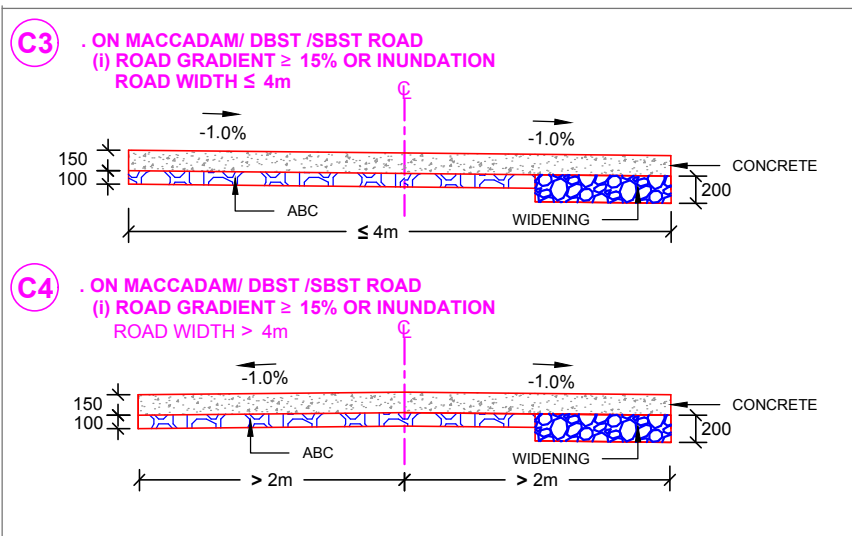 C3
. ON MACCADAM/ DBST /SBST ROAD
(i) ROAD GRADIENT ≥ 15% OR INUNDATION
ROAD WIDTH ≤ 4m
℄
-1.0%
-1.0%
150
100
CONCRETE
200
ABC
WIDENING
≤ 4m
C4
. ON MACCADAM/ DBST /SBST ROAD
(i) ROAD GRADIENT ≥ 15% OR INUNDATION
ROAD WIDTH > 4m
℄
-1.0%
-1.0%
150
100
CONCRETE
200
ABC
WIDENING
> 2m
> 2m